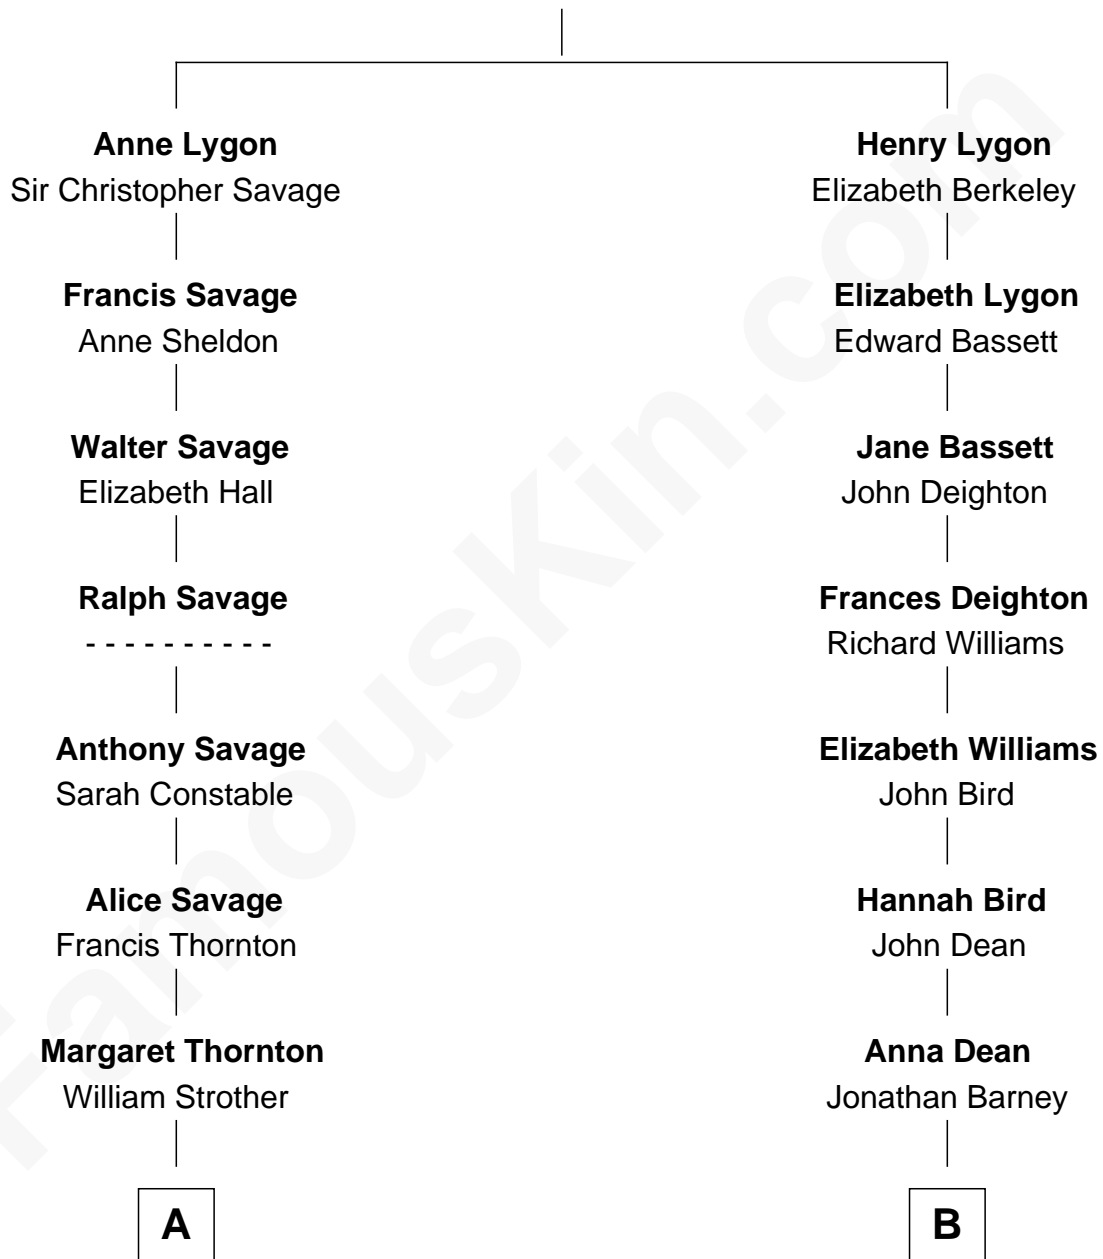 Anne Lygon
Sir Christopher Savage
Francis Savage
Anne Sheldon
Walter Savage
Elizabeth Hall
Ralph Savage
- - - - - - - - - -
Anthony Savage
Sarah Constable
Alice Savage
Francis Thornton
Margaret Thornton
William Strother
A
Henry Lygon
Elizabeth Berkeley
Elizabeth Lygon
Edward Bassett
Jane Bassett
John Deighton
Frances Deighton
Richard Williams
Elizabeth Williams
John Bird
Hannah Bird
John Dean
Anna Dean
Jonathan Barney
B
FamousKin.com